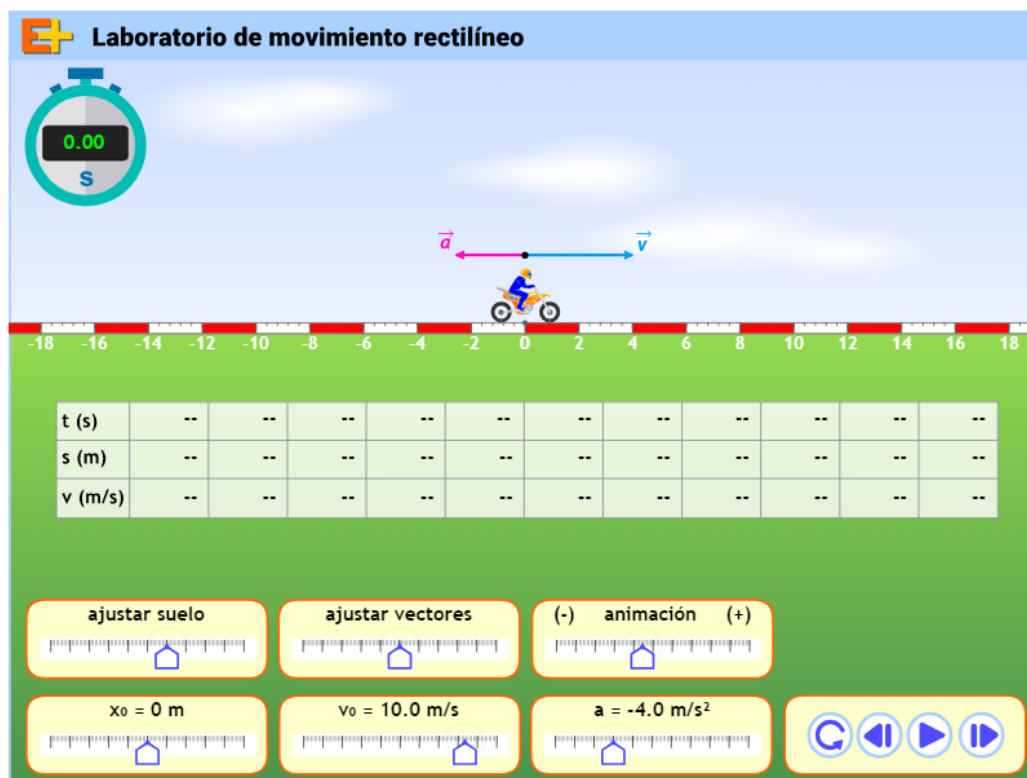 E+ Laboratorio de movimiento rectilíneo
0.00
s
a v
-18 -16 -14 -12 -10 -8 -6 -4 -2 0 2 4 6 8 10 12 14 16 18
t (s) -- -- -- -- -- -- -- -- -- -- --
s (m) -- -- -- -- -- -- -- -- -- -- --
v (m/s) -- -- -- -- -- -- -- -- -- -- --
ajustar suelo ajustar vectores (-) animación (+)
x₀ = 0 m v₀ = 10.0 m/s a = -4.0 m/s²